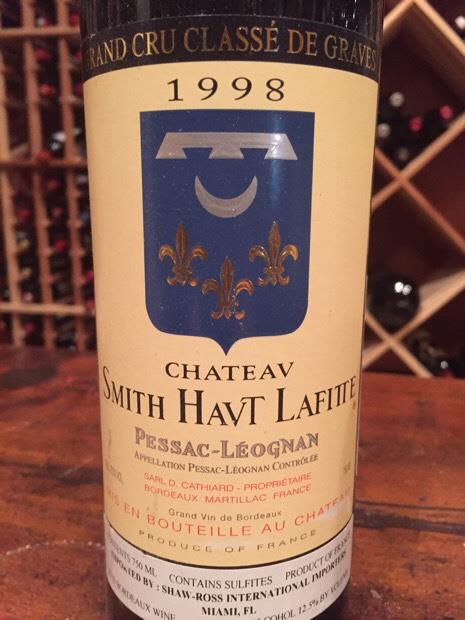 GRAND CRU CLASSÉ DE GRAVES
1998
CHATEAV
SMITH HAVT LAFITTE
PESSAC-LÉOGNAN
APPELLATION PESSAC-LÉOGNAN CONTRÔLÉE
SARL D. CATHIARD - PROPRIÉTAIRE
BORDEAUX MARTILLAC FRANCE
Grand Vin de Bordeaux
MIS EN BOUTEILLE AU CHATEAU
PRODUCE OF FRANCE
CONTENTS 750 ML CONTAINS SULFITES PRODUCT OF FRANCE
IMPORTED BY : SHAW-ROSS INTERNATIONAL IMPORTERS
MIAMI, FL
BORDEAUX WINE ALCOHOL 12.5% BY VOLUME